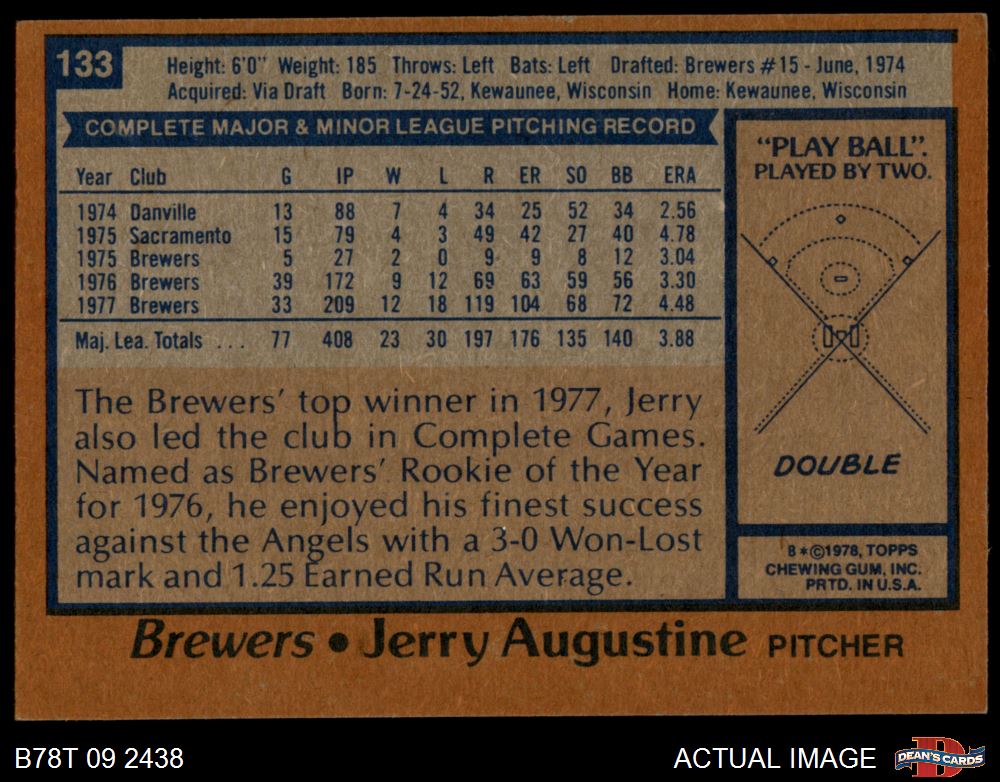 133
Height: 6'0" Weight: 185 Throws: Left Bats: Left Drafted: Brewers #15 - June, 1974
Acquired: Via Draft Born: 7-24-52, Kewaunee, Wisconsin Home: Kewaunee, Wisconsin
COMPLETE MAJOR & MINOR LEAGUE PITCHING RECORD
Year Club G IP W L R ER SO BB ERA
1974 Danville 13 88 7 4 34 25 52 34 2.56
1975 Sacramento 15 79 4 3 49 42 27 40 4.78
1975 Brewers 5 27 2 0 9 9 8 12 3.04
1976 Brewers 39 172 9 12 69 63 59 56 3.30
1977 Brewers 33 209 12 18 119 104 68 72 4.48
Maj. Lea. Totals ... 77 408 23 30 197 176 135 140 3.88
The Brewers' top winner in 1977, Jerry
also led the club in Complete Games.
Named as Brewers' Rookie of the Year
for 1976, he enjoyed his finest success
against the Angels with a 3-0 Won-Lost
mark and 1.25 Earned Run Average.
"PLAY BALL".
PLAYED BY TWO.
DOUBLE
8*©1978, TOPPS
CHEWING GUM, INC.
PRTD. IN U.S.A.
Brewers • Jerry Augustine PITCHER
B78T 09 2438
ACTUAL IMAGE
D
DEAN'S CARDS